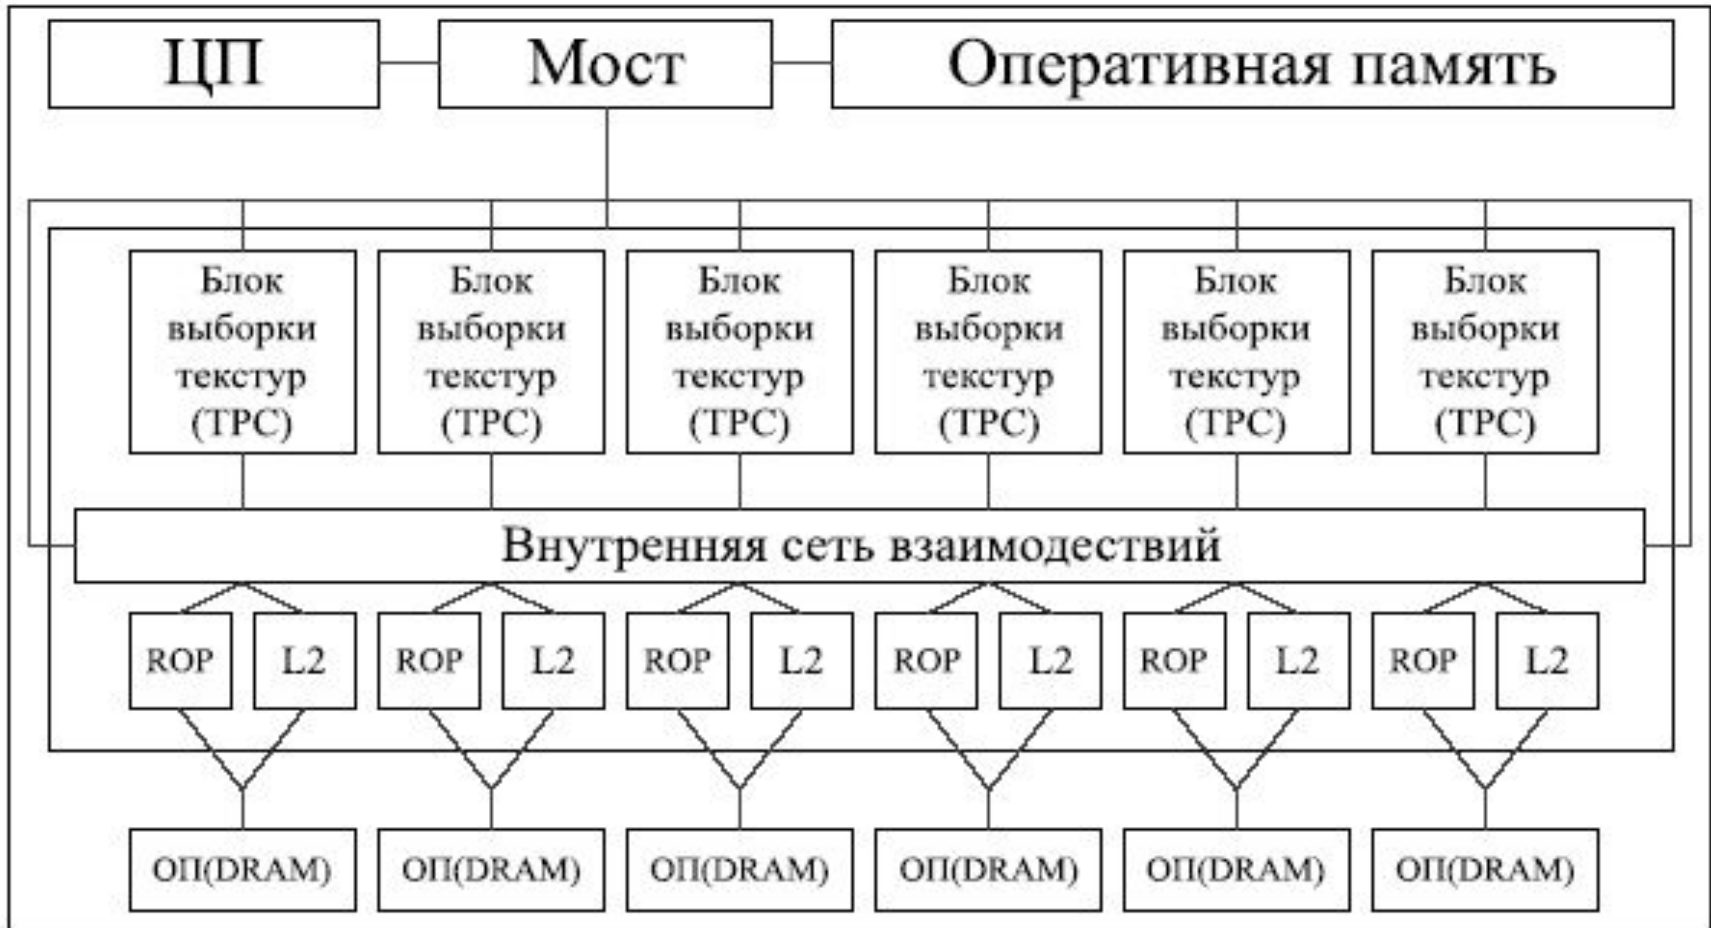 ЦП
Мост
Оперативная память
Блок
выборки
текстур
(TPC)
Блок
выборки
текстур
(TPC)
Блок
выборки
текстур
(TPC)
Блок
выборки
текстур
(TPC)
Блок
выборки
текстур
(TPC)
Блок
выборки
текстур
(TPC)
Внутренняя сеть взаимодествий
ROP
L2
ROP
L2
ROP
L2
ROP
L2
ROP
L2
ROP
L2
ОП(DRAM)
ОП(DRAM)
ОП(DRAM)
ОП(DRAM)
ОП(DRAM)
ОП(DRAM)